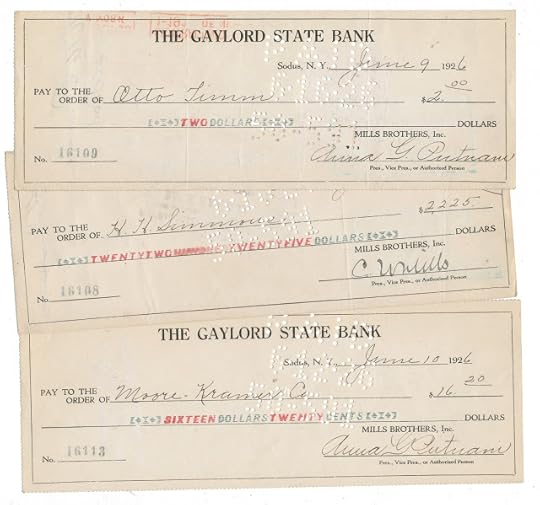 THE GAYLORD STATE BANK
Sodus, N. Y. June 9 1926
PAY TO THE
ORDER OF Otto Timm $2.00
[+I+] TWO DOLLARS [+I+] DOLLARS
MILLS BROTHERS, Inc.
No. 16109 Anna G. Putnam
Pres., Vice Pres., or Authorized Person
PAY TO THE
ORDER OF H. H. Simmons $2225.
[+I+] TWENTYTWO TWENTYFIVE DOLLARS [+I+] DOLLARS
MILLS BROTHERS, Inc.
No. 16108 C. W. Mills
Pres., Vice Pres., or Authorized Person
THE GAYLORD STATE BANK
Sodus, N. Y. June 10 1926
PAY TO THE
ORDER OF Moore- Co $16.20
[+I+] SIXTEEN DOLLARS TWENTY CENTS [+I+] DOLLARS
MILLS BROTHERS, Inc.
No. 16113 Anna G. Putnam
Pres., Vice Pres., or Authorized Person